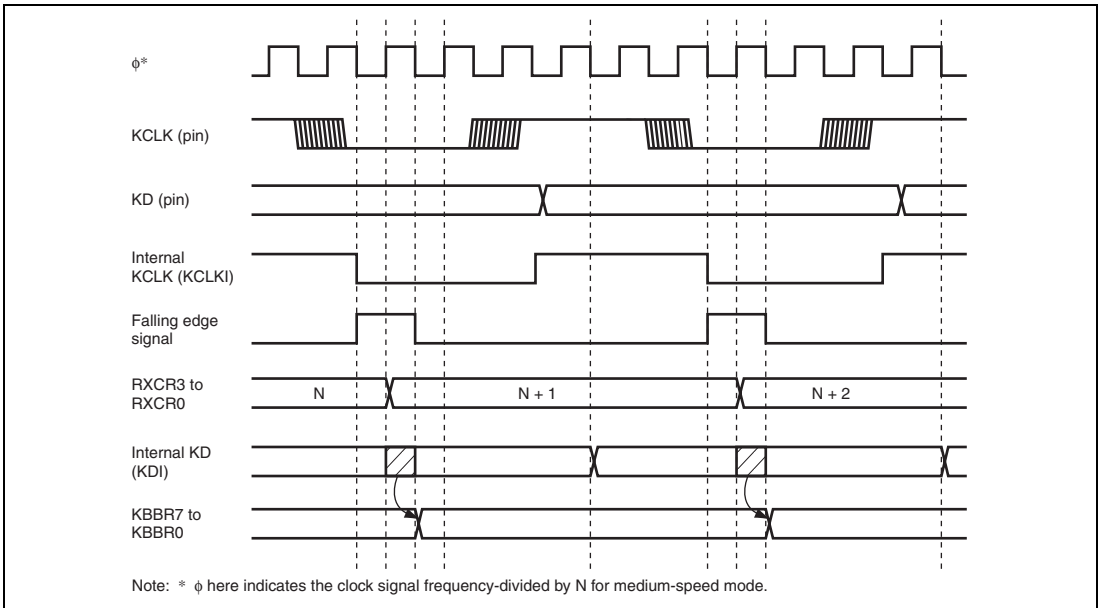 ϕ*
KCLK (pin)
KD (pin)
Internal
KCLK (KCLKI)
Falling edge
signal
RXCR3 to
RXCR0
N
N + 1
N + 2
Internal KD
(KDI)
KBBR7 to
KBBR0
Note: * ϕ here indicates the clock signal frequency-divided by N for medium-speed mode.